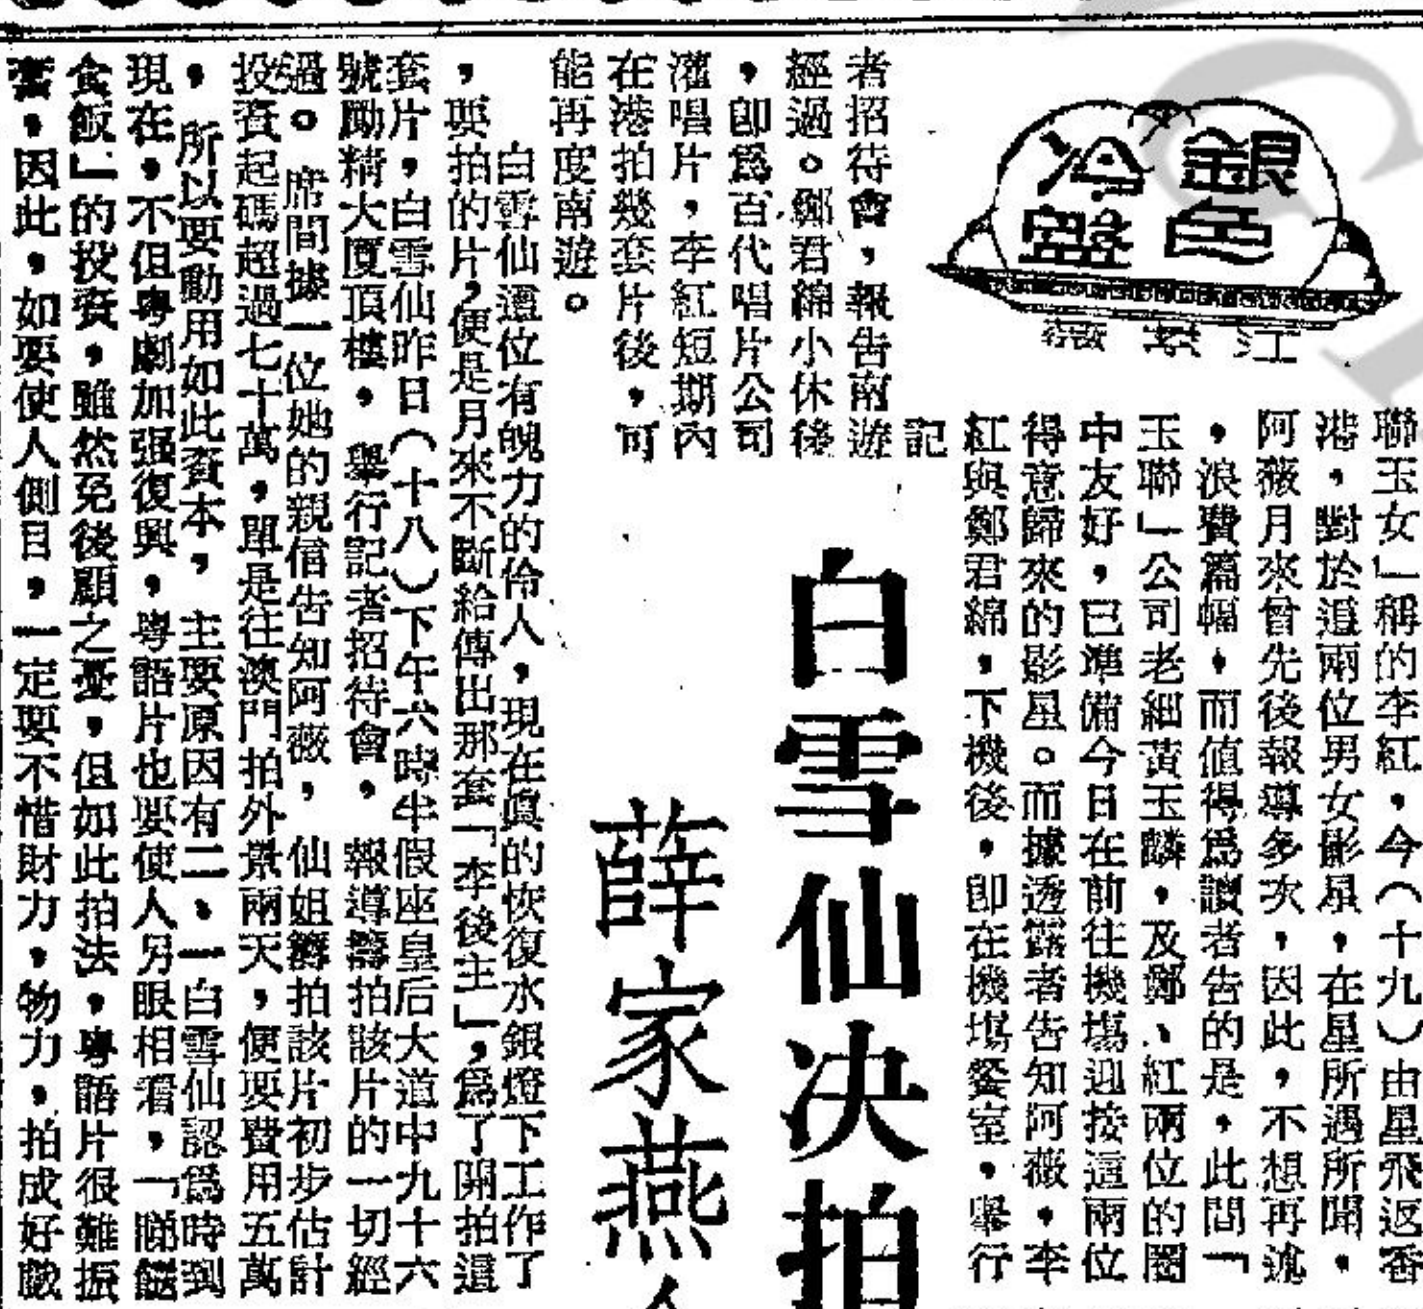 銀色
冷盤
聯玉女」稱的李紅，今（十九）由星飛返香
港，對於這兩位男女影星，在星所遇所聞，
阿薇月來曾先後報導多次，因此，不想再述
，浪費篇幅，而值得為讀者告的是，此間「
玉聯」公司老細黃玉麟，及鄭、紅兩位的圈
中友好，已準備今日在前往機場迎接這兩位
得意歸來的影星。而據透露者告知阿薇，李
紅與鄭君綿，下機後，即在機場餐室，舉行
記
者招待會，報告南遊
經過。鄭君綿小休後
，即為百代唱片公司
灌唱片，李紅短期內
在港拍幾套片後，可
能再度南遊。
白雪仙決拍
薛家燕
白雪仙這位有魄力的伶人，現在真的恢復水銀燈下工作了
，要拍的片，便是月來不斷給傳出那套「李後主」，為了開拍這
套片，白雪仙昨日（十八）下午六時半假座皇后大道中九十六
號勵精大廈頂樓，舉行記者招待會，報導籌拍該片的一切經
過。席間據一位她的親信告知阿薇，仙姐籌拍該片初步估計
投資起碼超過七十萬，單是往澳門拍外景兩天，便要費用五萬
，所以要動用如此資本，主要原因有二、一白雪仙認為時到
現在，不但粵劇加強復興，粵語片也要使人另眼相看，「睇餸
食飯」的投資，雖然免後顧之憂，但如此拍法，粵語片很難振
奮，因此，如要使人側目，一定要不惜財力，物力，拍成好戲